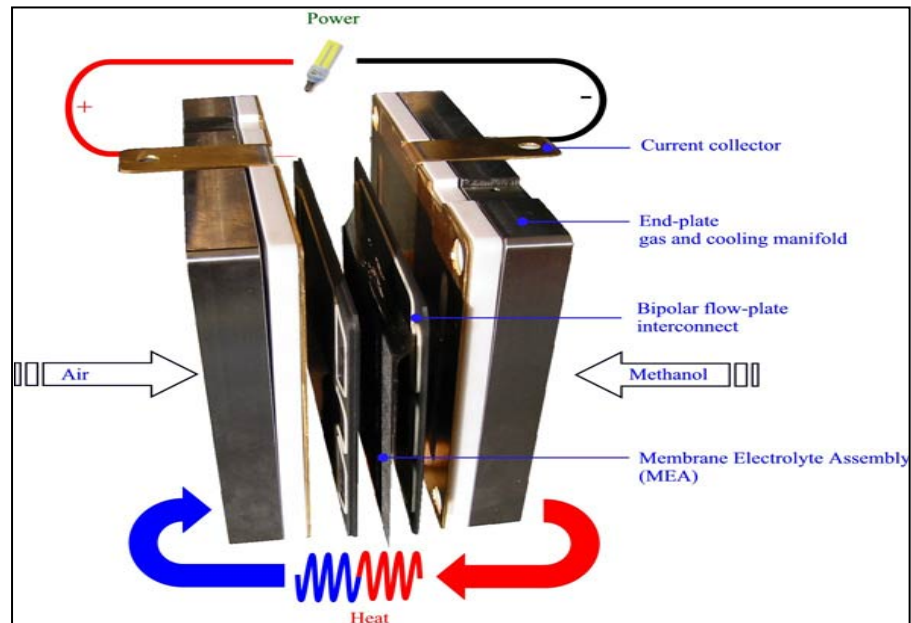 Power
+
-
Current collector
End-plate
gas and cooling manifold
Bipolar flow-plate
interconnect
Air
Methanol
Membrane Electrolyte Assembly
(MEA)
Heat